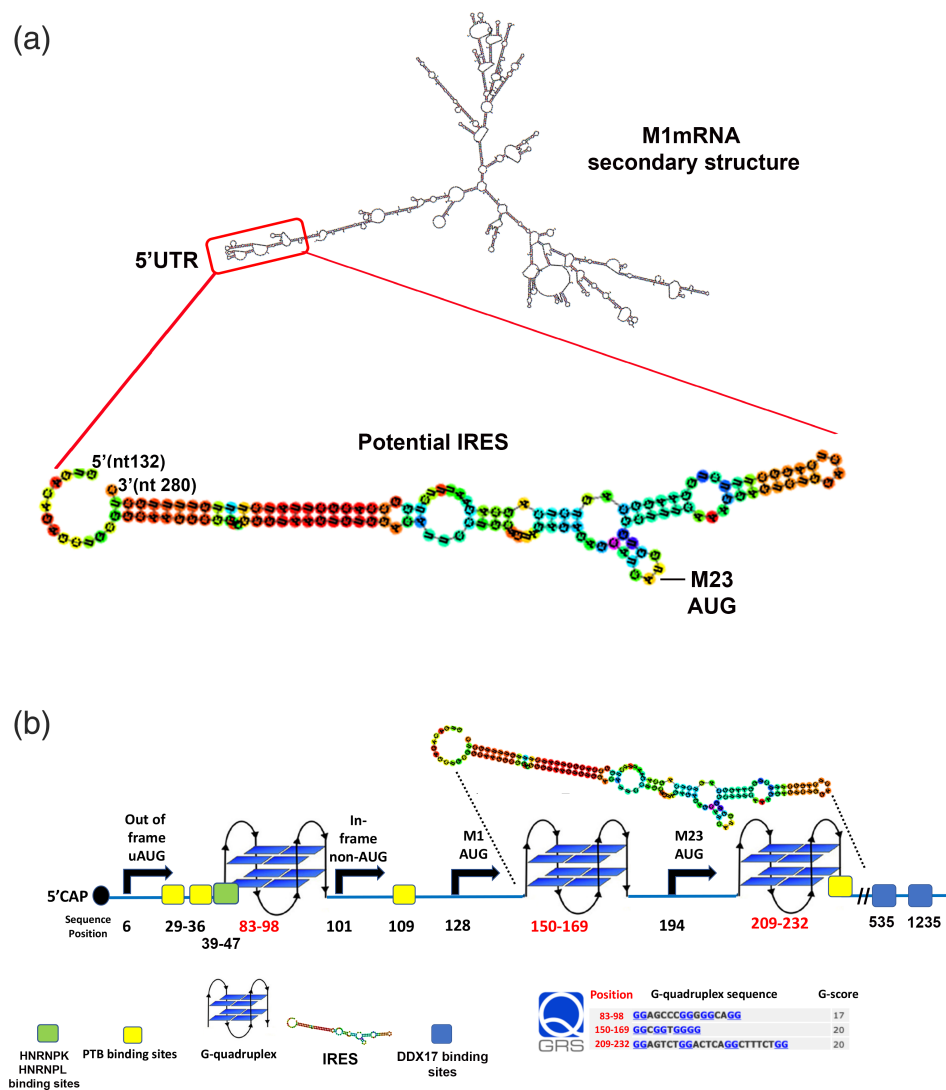 (a)
M1mRNA
secondary structure
5'UTR
Potential IRES
5'(nt132)
3'(nt 280)
M23
AUG
(b)
Out of
frame
uAUG
In-
frame
non-AUG
M1
AUG
M23
AUG
5'CAP
Sequence
Position
6
29-36
39-47
83-98
101
109
128
150-169
194
209-232
535
1235
HNRNPK
HNRNPL
binding sites
PTB binding sites
G-quadruplex
IRES
DDX17 binding
sites
Q
GRS
Position G-quadruplex sequence G-score
83-98 GGAGCCCGGGGGCAGG 17
150-169 GGCGGTGGGG 20
209-232 GGAGTCTGGACTCAGGCTTTCTGG 20